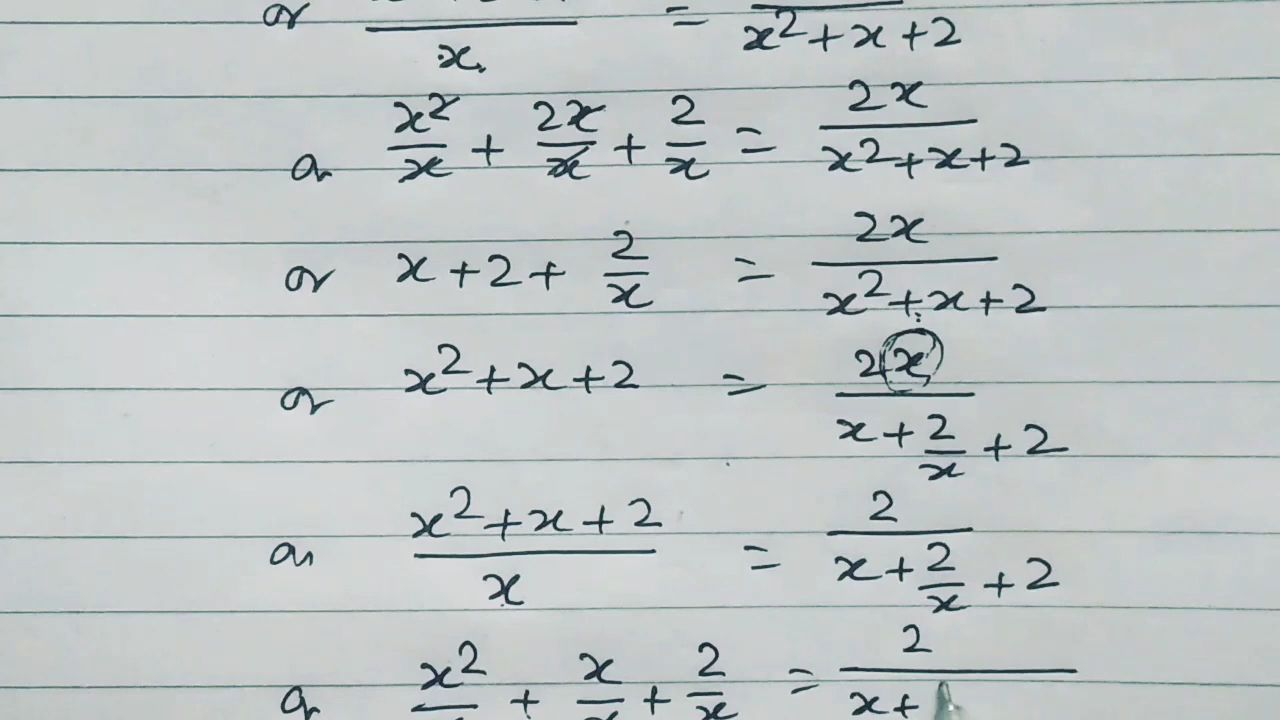 or = 
x
x²+x+2
or x²/x + 2x/x + 2/x = 2x/(x²+x+2)
or x+2+ 2/x = 2x/(x²+x+2)
or x²+x+2 = 2x/(x+2/x+2)
or (x²+x+2)/x = 2/(x+2/x+2)
or x²/x + x/x + 2/x = 2/(x+